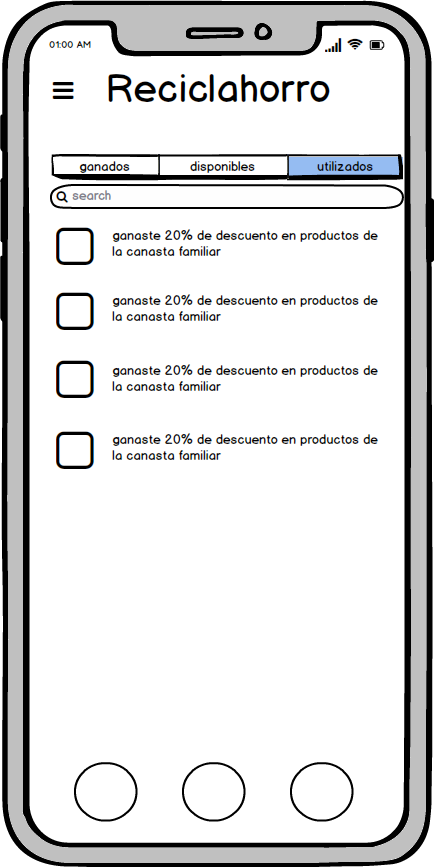 01:00 AM
Reciclahorro
ganados
disponibles
utilizados
search
ganaste 20% de descuento en productos de
la canasta familiar
ganaste 20% de descuento en productos de
la canasta familiar
ganaste 20% de descuento en productos de
la canasta familiar
ganaste 20% de descuento en productos de
la canasta familiar